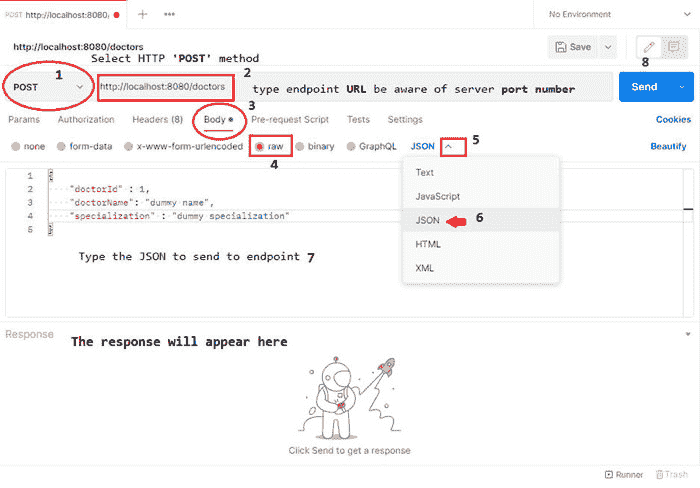 POST http://localhost:8080/do
No Environment
http://localhost:8080/doctors
Save
Select HTTP 'POST' method
8
1
2
POST
http://localhost:8080/doctors
type endpoint URL be aware of server port number
Send
3
Params Authorization Headers (8) Body Pre-request Script Tests Settings Cookies
5
none form-data x-www-form-urlencoded raw binary GraphQL JSON Beautify
4
Text
JavaScript
JSON
6
HTML
XML
1 {
2 "doctorId" : 1,
3 "doctorName": "dummy name",
4 "specialization" : "dummy specialization"
5 }
Type the JSON to send to endpoint 7
Response
The response will appear here
Click Send to get a response
Runner Trash